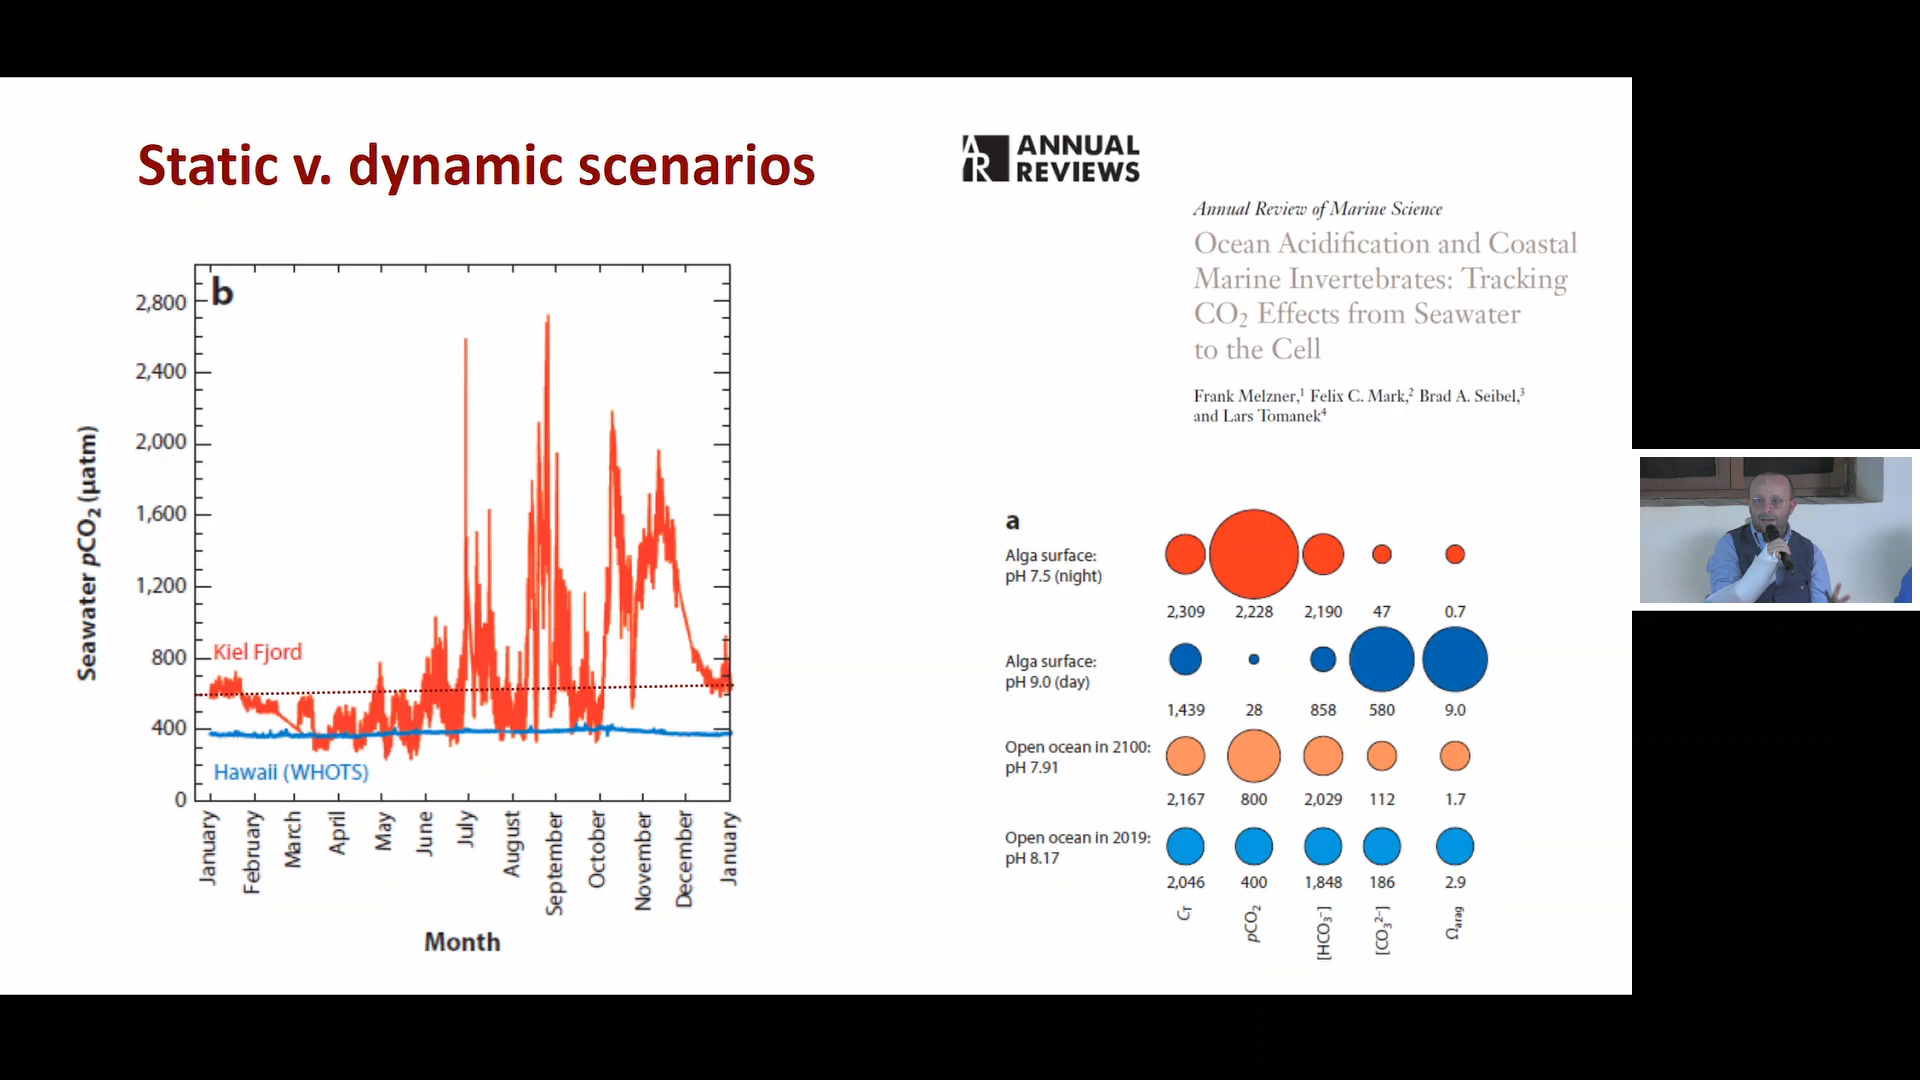 Static v. dynamic scenarios
AR ANNUAL
REVIEWS
Annual Review of Marine Science
Ocean Acidification and Coastal
Marine Invertebrates: Tracking
CO₂ Effects from Seawater
to the Cell
Frank Melzner,¹ Felix C. Mark,² Brad A. Seibel,³
and Lars Tomanek⁴
b
Seawater pCO₂ (µatm)
2,800
2,400
2,000
1,600
1,200
800
400
0
Kiel Fjord
Hawaii (WHOTS)
January
February
March
April
May
June
July
August
September
October
November
December
January
Month
a
Alga surface:
pH 7.5 (night)
2,309 2,228 2,190 47 0.7
Alga surface:
pH 9.0 (day)
1,439 28 858 580 9.0
Open ocean in 2100:
pH 7.91
2,167 800 2,029 112 1.7
Open ocean in 2019:
pH 8.17
2,046 400 1,848 186 2.9
C_T pCO₂ [HCO₃⁻] [CO₃²⁻] Ω_arag